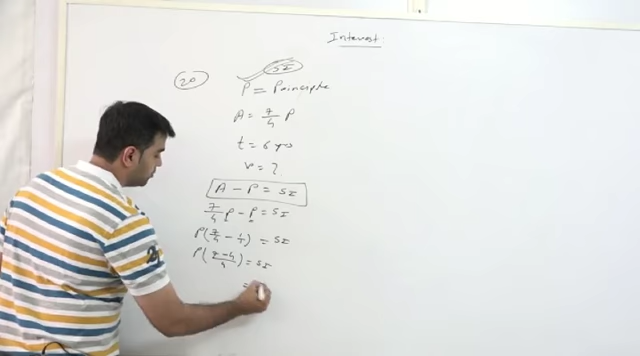 Interest:
20
SI
P = Principle
A = 7/4 P
t = 6 yrs
r = ?
A - P = SI
7/4 P - P = SI
P(7/4 - 1/1) = SI
P(7-4/4) = SI
=